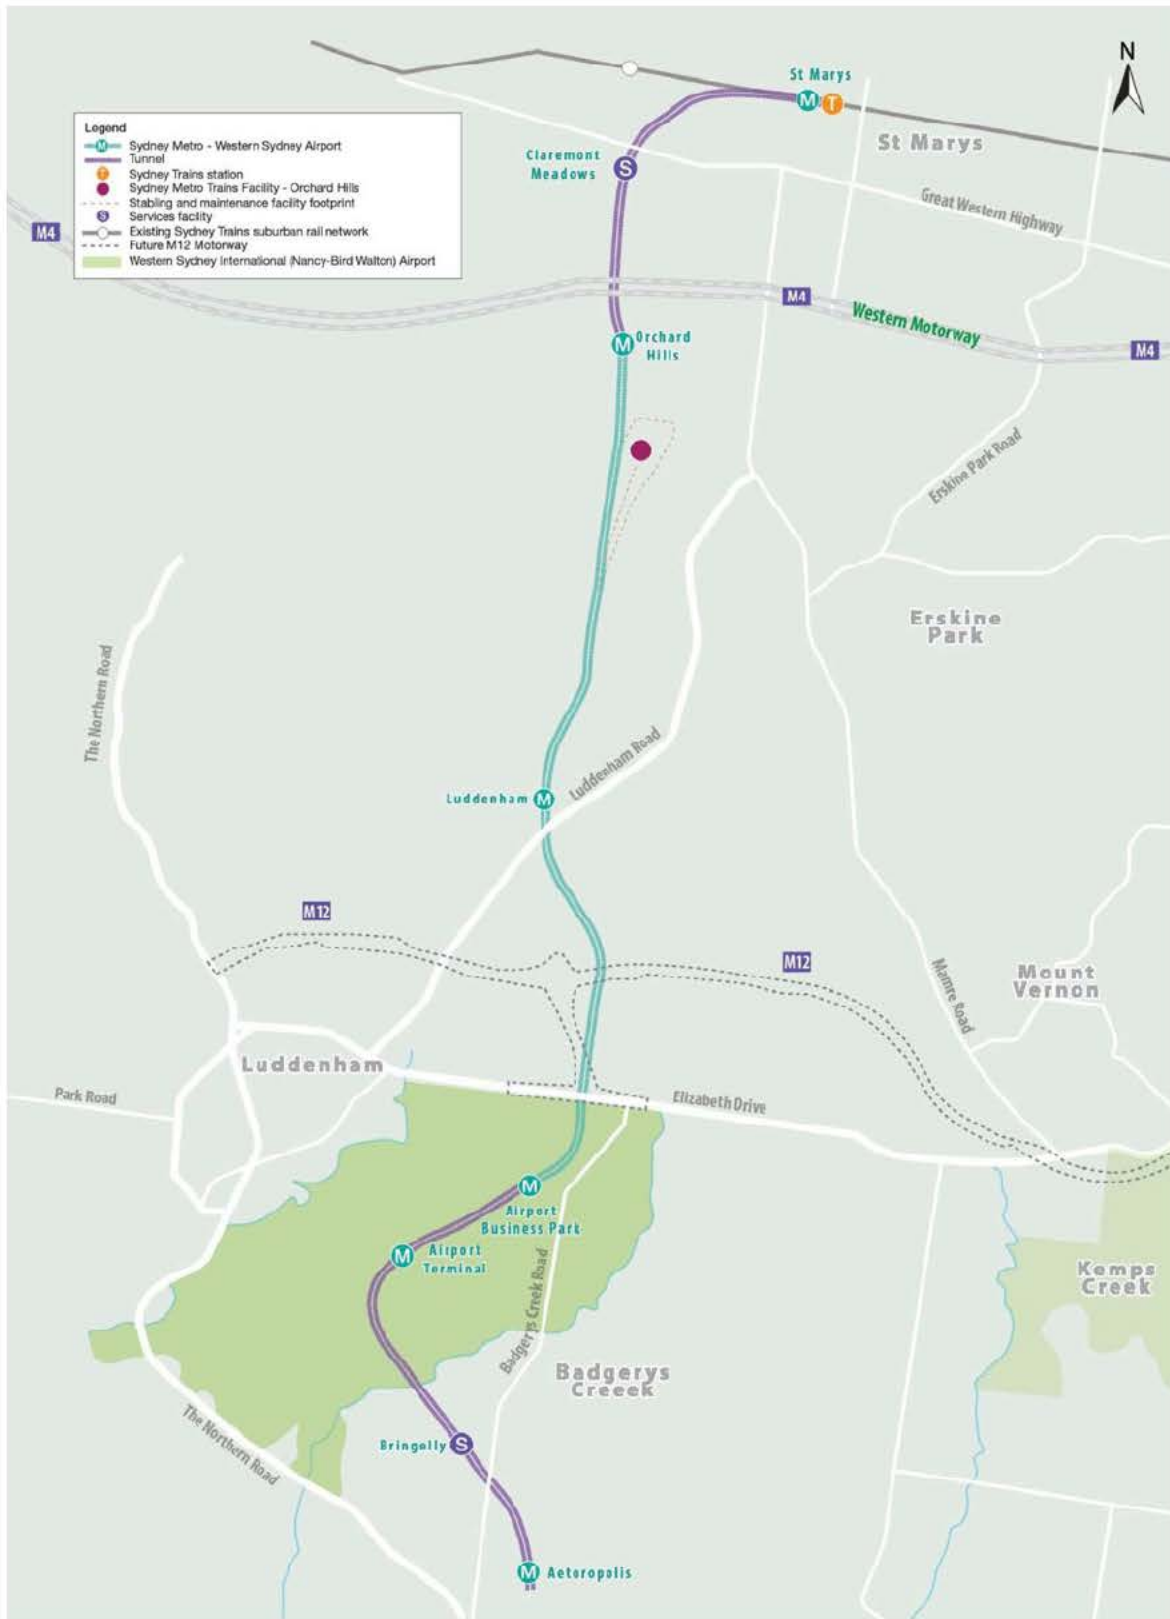 N
St Marys
M
T
St Marys
Legend
M
Sydney Metro - Western Sydney Airport
Tunnel
T
Sydney Trains station
Sydney Metro Trains Facility - Orchard Hills
Stabling and maintenance facility footprint
S
Services facility
Existing Sydney Trains suburban rail network
Future M12 Motorway
Western Sydney International (Nancy-Bird Walton) Airport
Claremont
Meadows
S
Great Western Highway
M4
M4
Western Motorway
M4
M
Orchard
Hills
Erskine Park Road
Erskine
Park
The Northern Road
Luddenham Road
Luddenham
M
M12
M12
Mamre Road
Mount
Vernon
Luddenham
Park Road
Elizabeth Drive
M
Airport
Business Park
M
Airport
Terminal
Badgerys Creek Road
Kemps
Creek
Badgerys
Creeek
The Northern Road
Bringelly
S
M
Aetoropolis